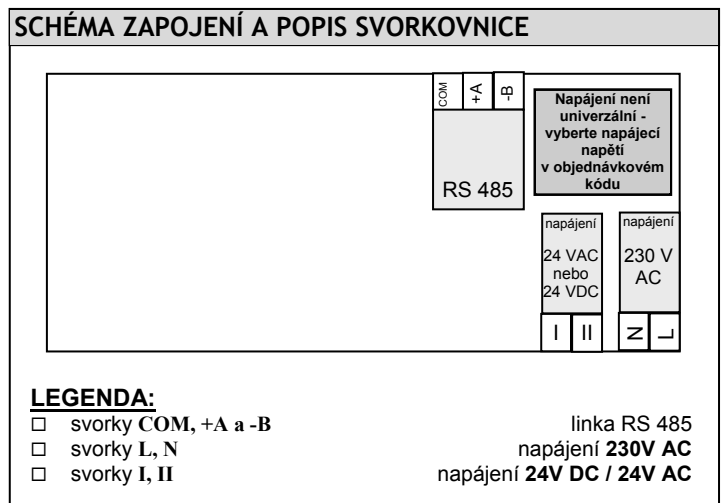 SCHÉMA ZAPOJENÍ A POPIS SVORKOVNICE
COM
+A
-B
RS 485
Napájení není
univerzální -
vyberte napájecí
napětí
v objednávkovém
kódu
napájení
24 VAC
nebo
24 VDC
I
II
napájení
230 V
AC
N
L
LEGENDA:
svorky COM, +A a -B linka RS 485
svorky L, N napájení 230V AC
svorky I, II napájení 24V DC / 24V AC